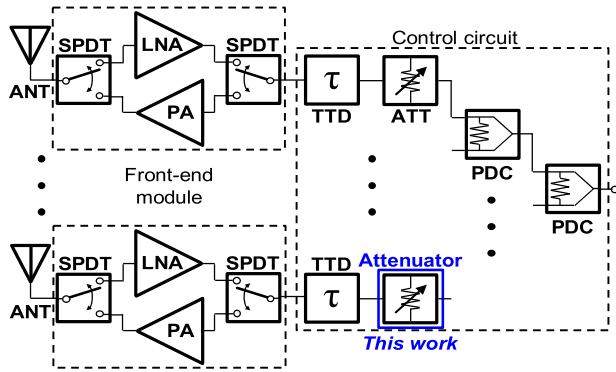 Control circuit
SPDT
LNA
SPDT
ANT
PA
τ
TTD
ATT
PDC
PDC
Front-end
module
SPDT
LNA
SPDT
ANT
PA
TTD
τ
Attenuator
This work